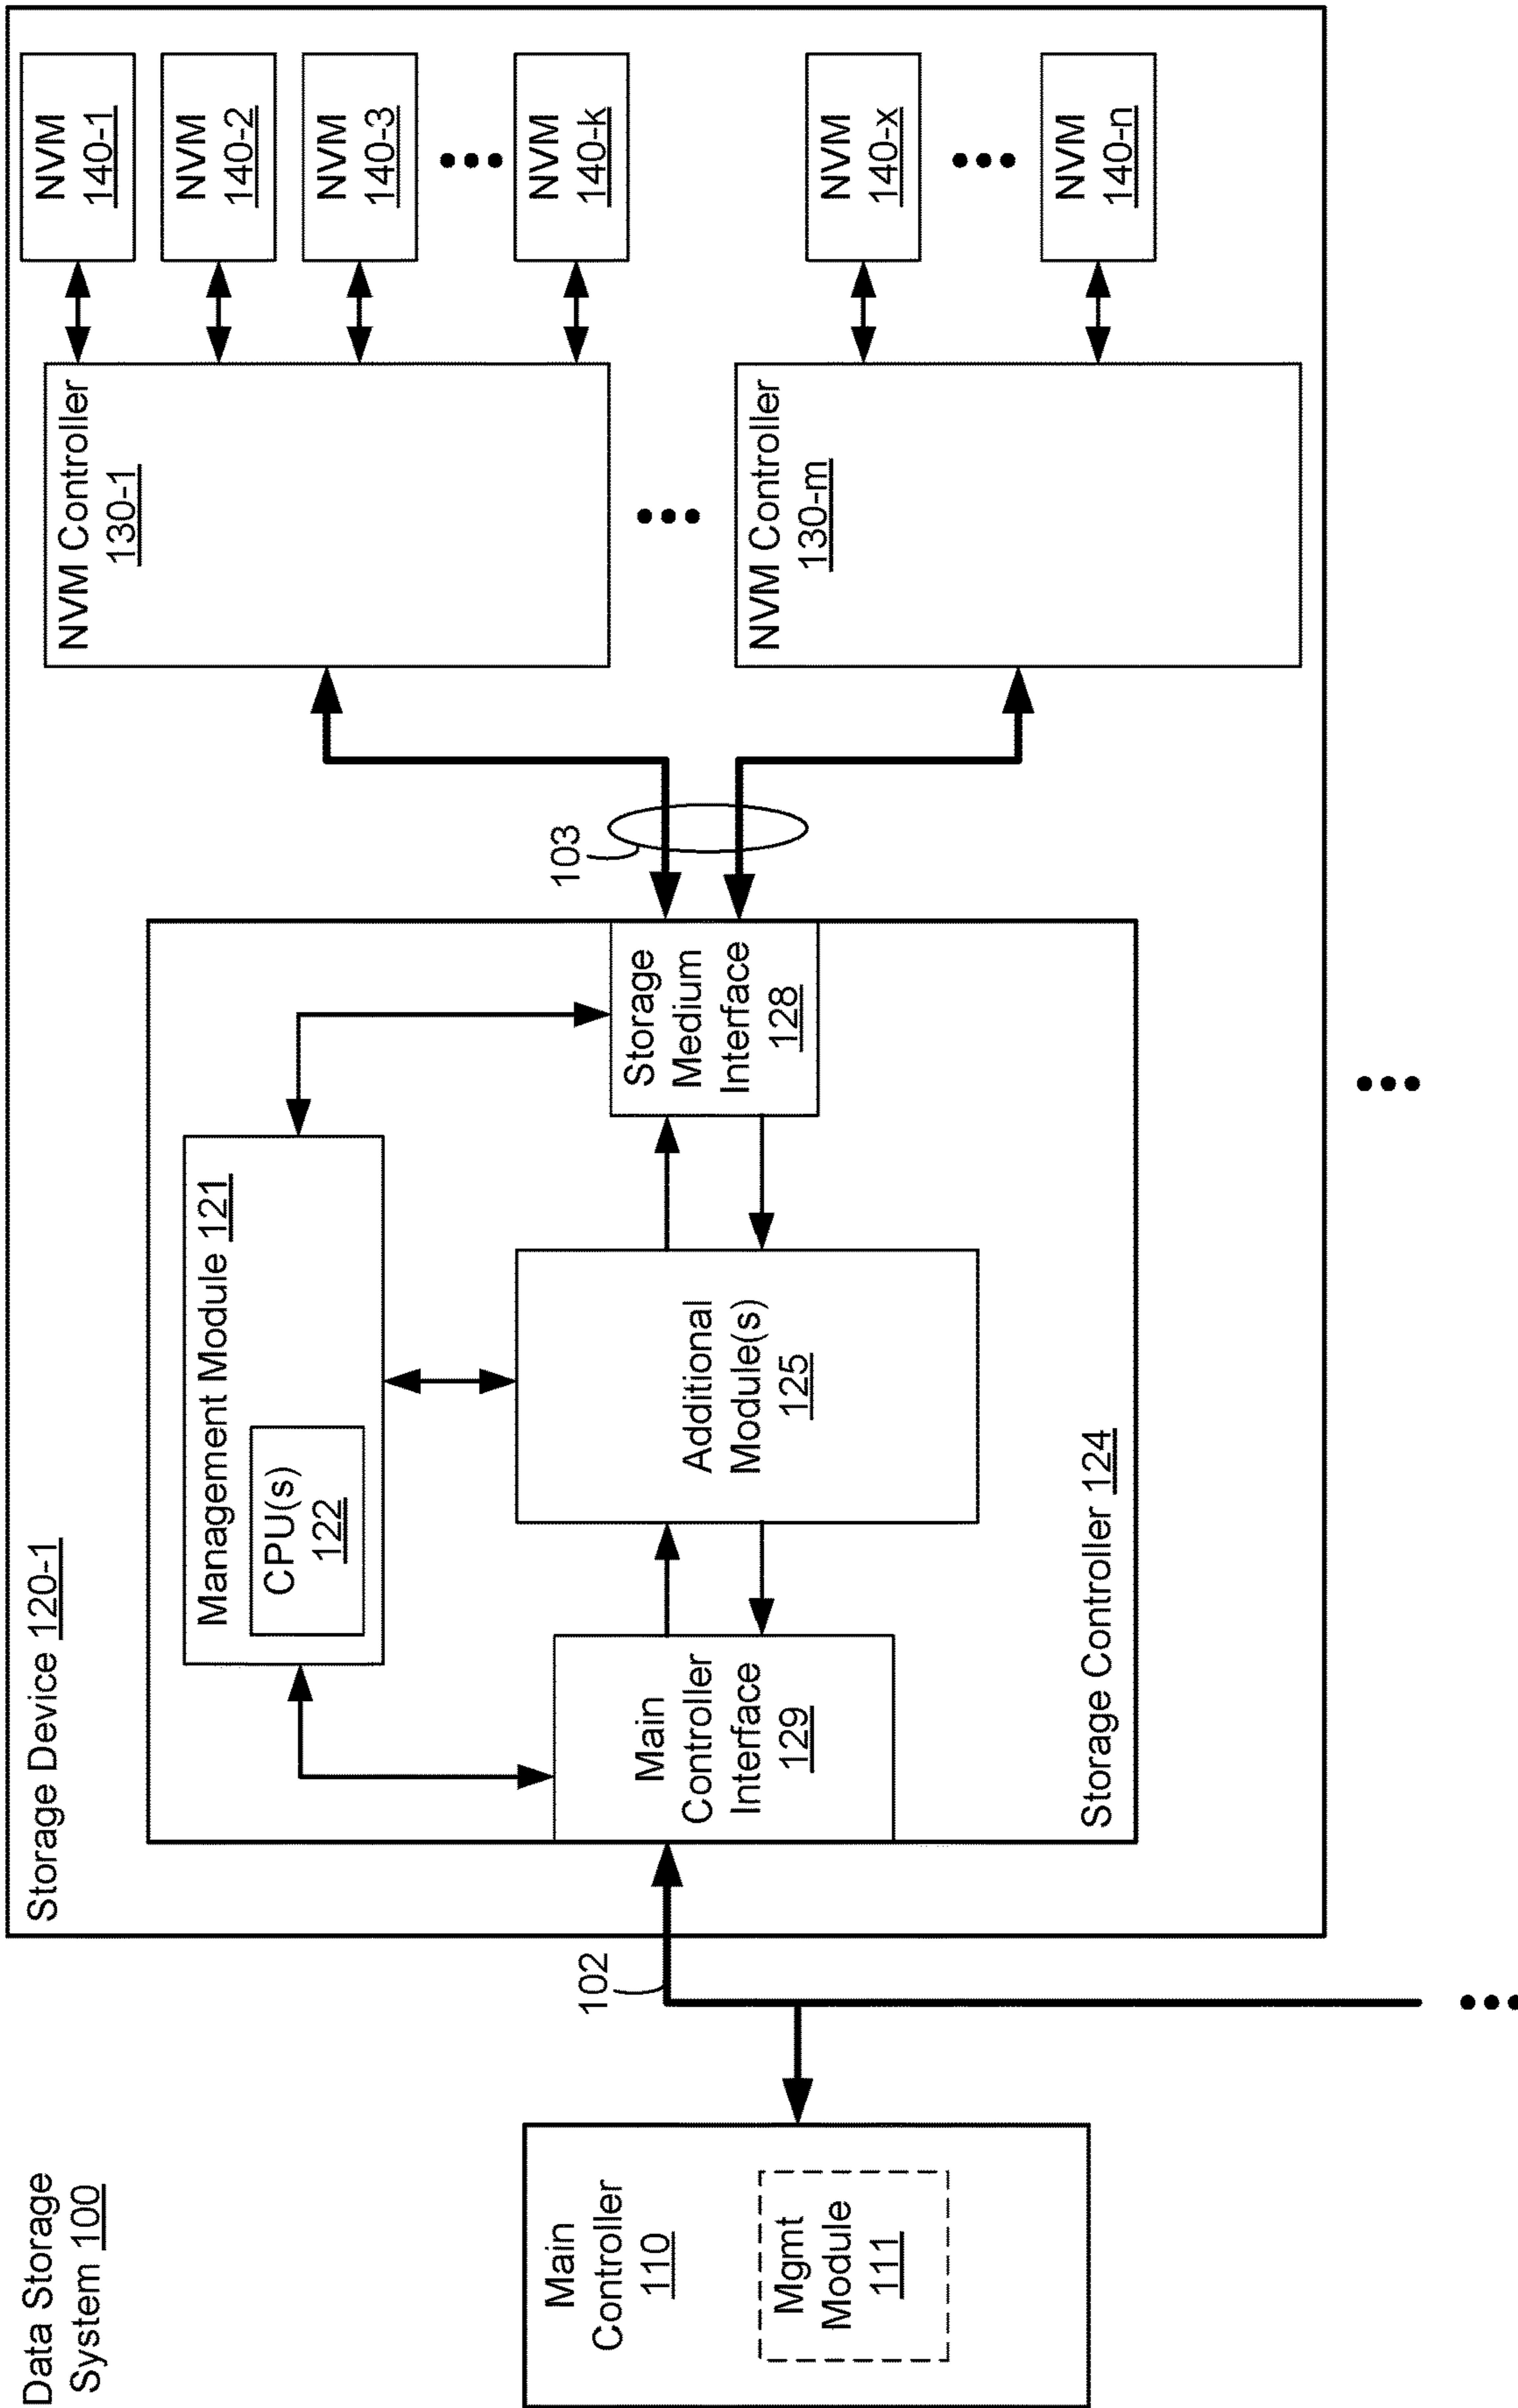 Data Storage
System 100
Main
Controller
110
Mgmt
Module
111
102
Storage Device 120-1
Management Module 121
CPU(s)
122
Main
Controller
Interface
129
Additional
Module(s)
125
Storage
Medium
Interface
128
Storage Controller 124
103
NVM Controller
130-1
NVM Controller
130-m
NVM
140-1
NVM
140-2
NVM
140-3
NVM
140-k
NVM
140-x
NVM
140-n